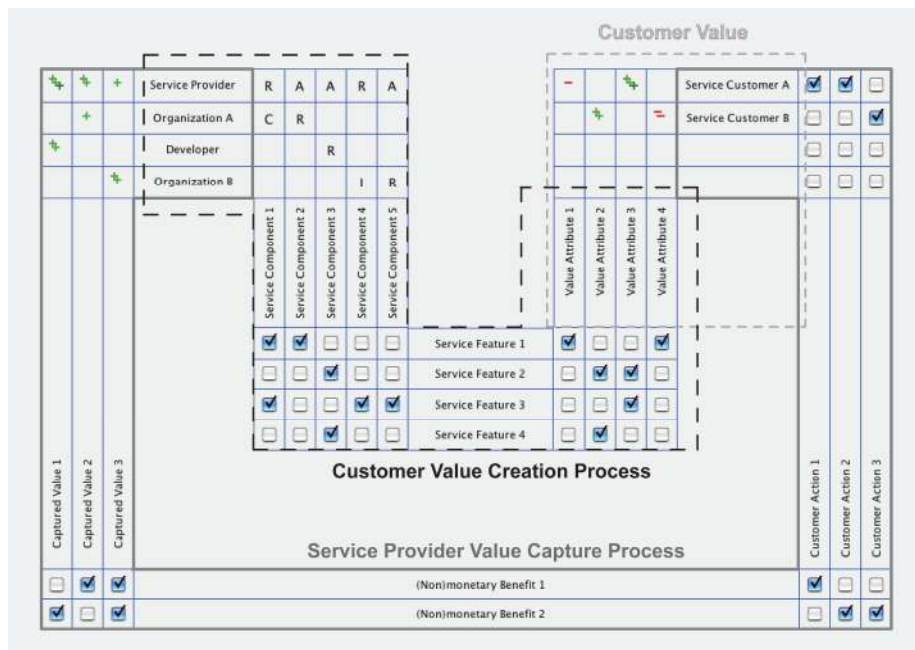 Customer Value
Service Provider R A A R A
Service Customer A
Organization A C R
Service Customer B
Developer R
Organization B I R
Service Component 1
Service Component 2
Service Component 3
Service Component 4
Service Component 5
Value Attribute 1
Value Attribute 2
Value Attribute 3
Value Attribute 4
Service Feature 1
Service Feature 2
Service Feature 3
Service Feature 4
Customer Value Creation Process
Captured Value 1
Captured Value 2
Captured Value 3
Customer Action 1
Customer Action 2
Customer Action 3
Service Provider Value Capture Process
(Non)monetary Benefit 1
(Non)monetary Benefit 2